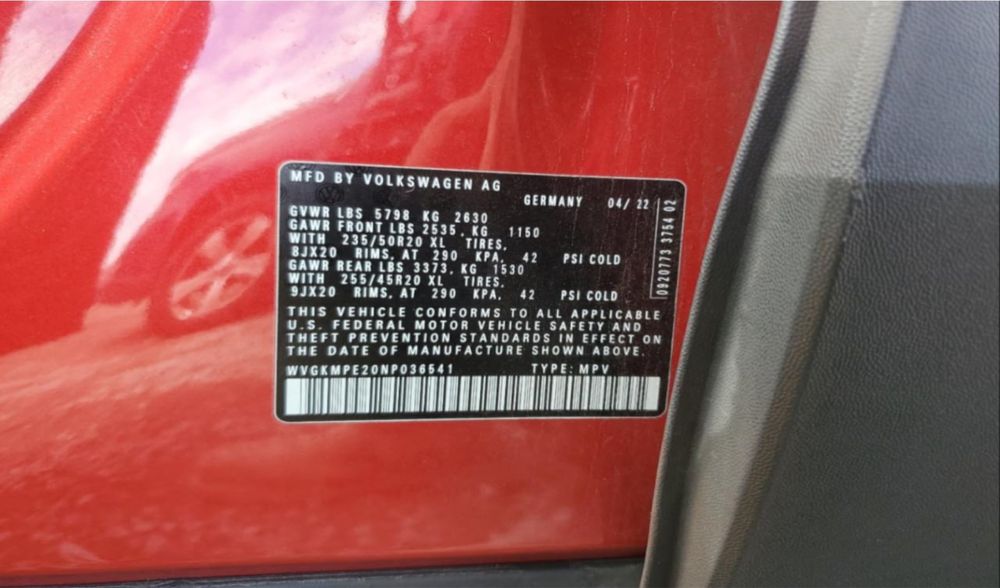 MFD BY VOLKSWAGEN AG
GERMANY 04/ 22
GVWR LBS 5798 KG 2630
GAWR FRONT LBS 2535, KG 1150
WITH 235/50R20 XL TIRES,
8JX20 RIMS, AT 290 KPA, 42 PSI COLD
GAWR REAR LBS 3373, KG 1530
WITH 255/45R20 XL TIRES,
9JX20 RIMS, AT 290 KPA, 42 PSI COLD
THIS VEHICLE CONFORMS TO ALL APPLICABLE
U.S. FEDERAL MOTOR VEHICLE SAFETY AND
THEFT PREVENTION STANDARDS IN EFFECT ON
THE DATE OF MANUFACTURE SHOWN ABOVE.
WVGKMPE20NP036541 TYPE: MPV
0920773 3754 02